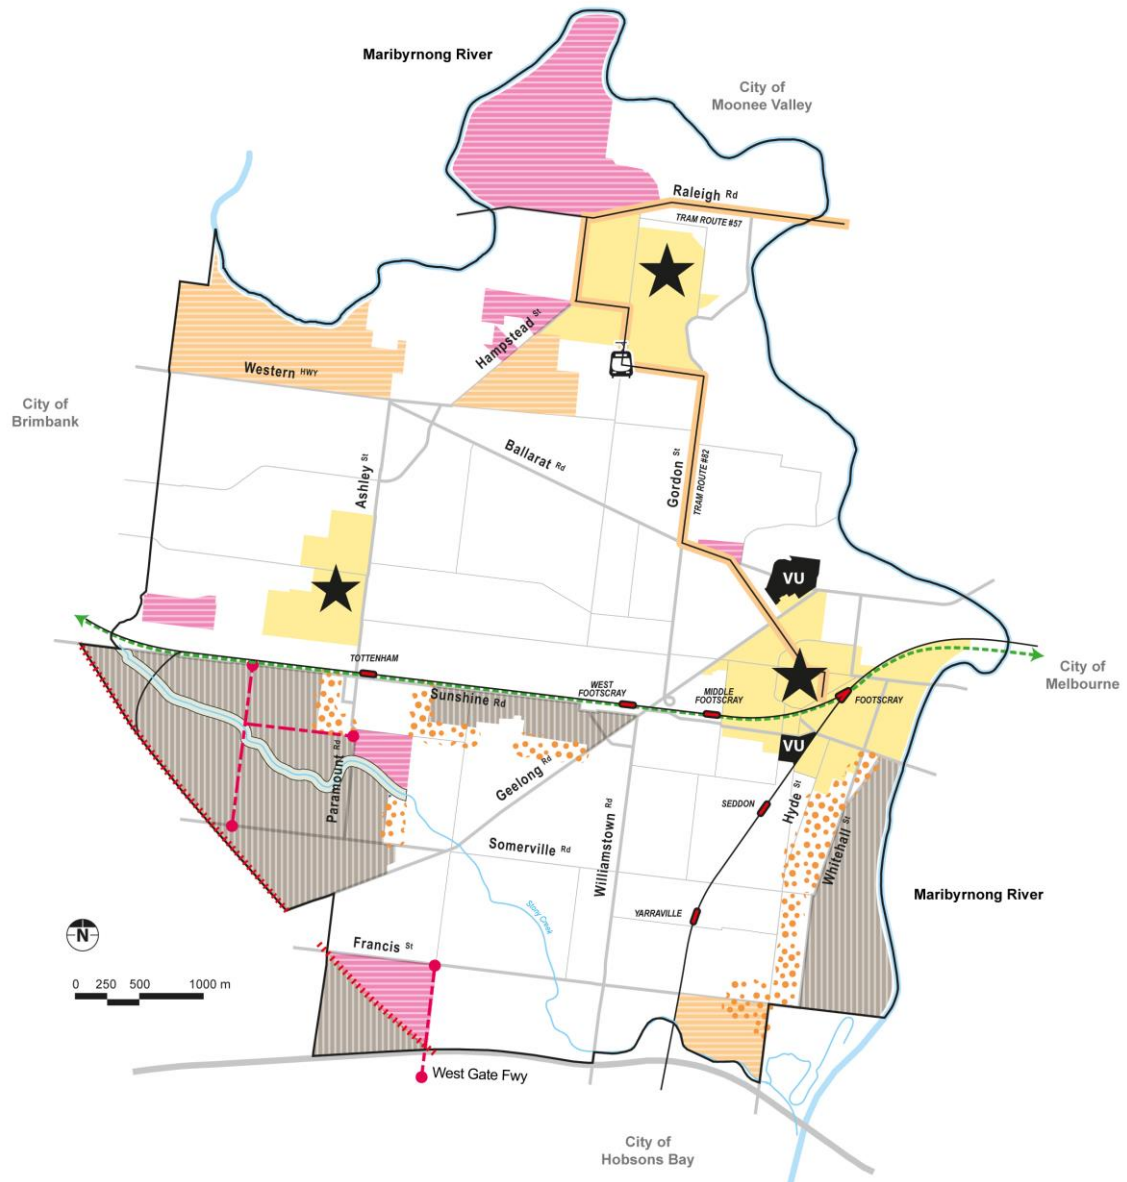 Maribyrnong River
City of
Moonee Valley
Raleigh Rd
TRAM ROUTE #57
Hampstead St
Western HWY
City of
Brimbank
Ballarat Rd
Ashley St
Gordon St
TRAM ROUTE #82
VU
TOTTENHAM
WEST
FOOTSCRAY
MIDDLE
FOOTSCRAY
FOOTSCRAY
City of
Melbourne
Sunshine Rd
VU
Paramount Rd
Geelong Rd
SEDDON
Hyde St
Whitehall St
Somerville Rd
Williamstown Rd
Stony Creek
YARRAVILLE
Maribyrnong River
N
Francis St
0 250 500 1000 m
West Gate Fwy
City of
Hobsons Bay